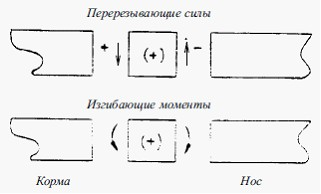 Перерезывающие силы
+ (+) −
Изгибающие моменты
(+)
Корма Нос